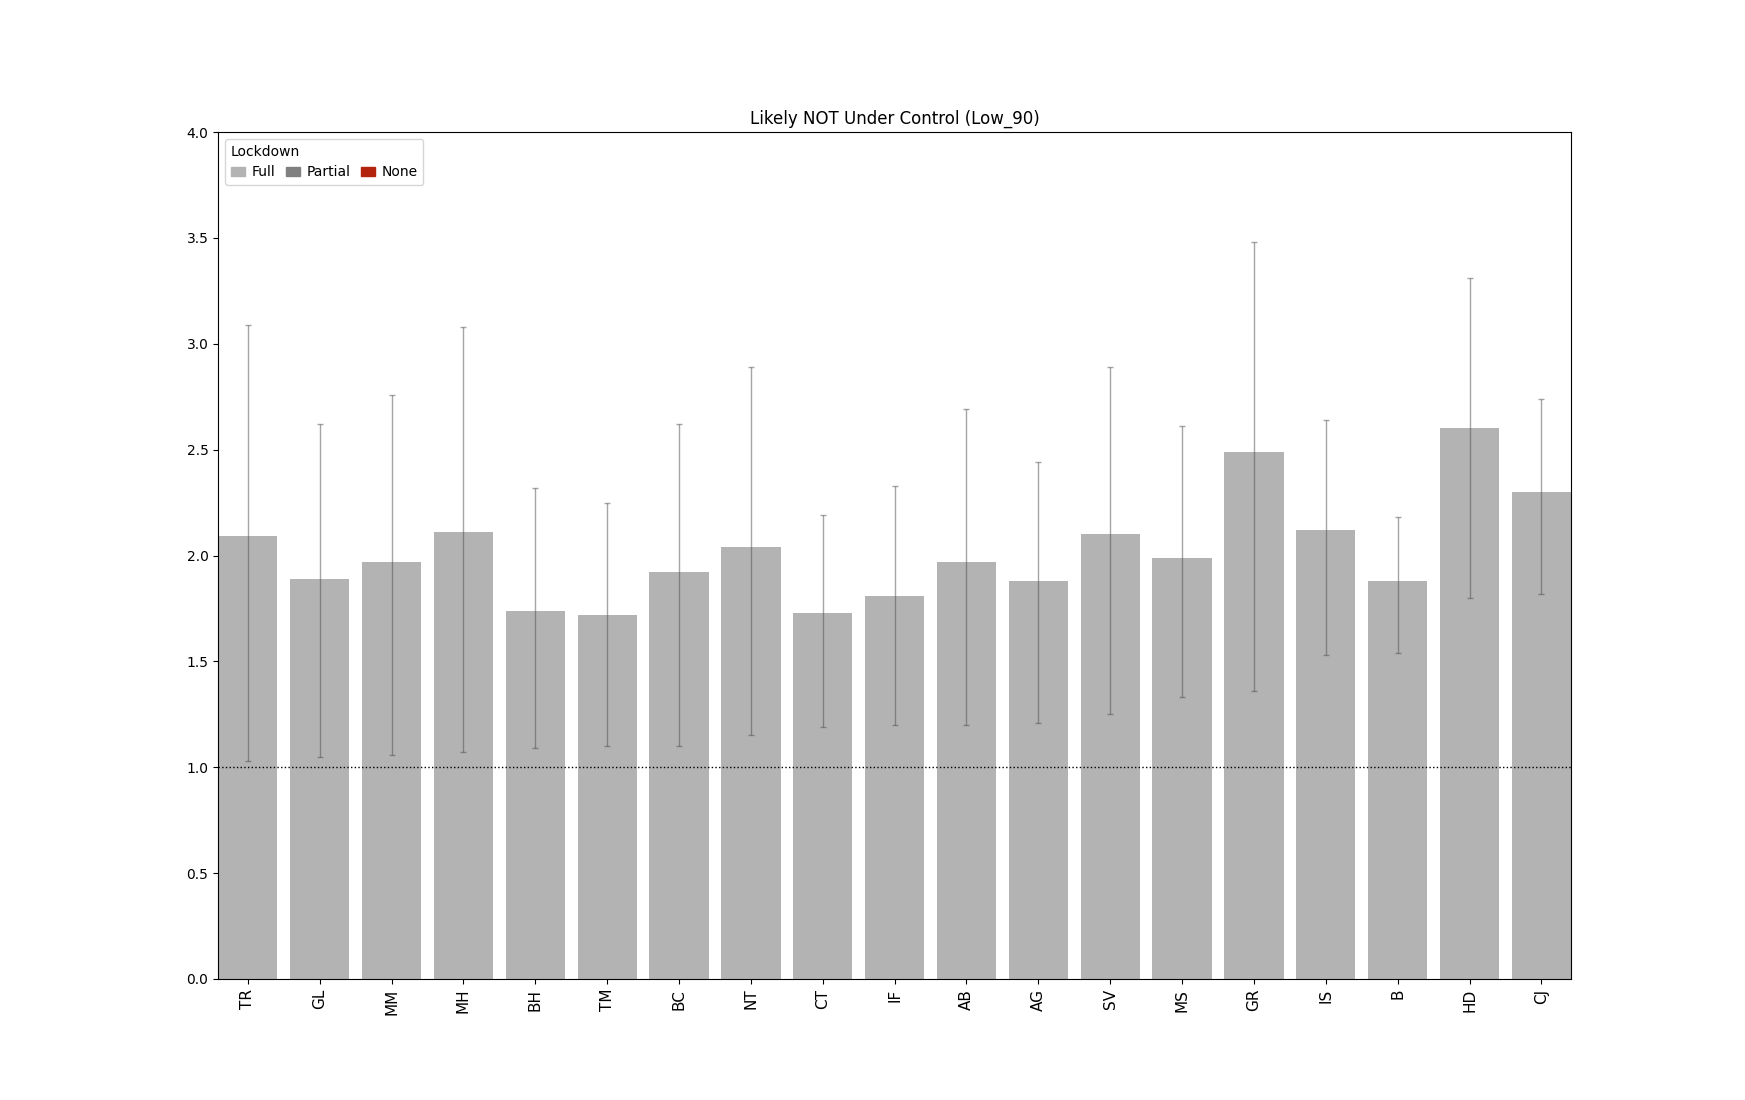 Likely NOT Under Control (Low_90)
Lockdown
Full Partial None
4.0
3.5
3.0
2.5
2.0
1.5
1.0
0.5
0.0
TR GL MM MH BH TM BC NT CT IF AB AG SV MS GR IS B HD CJ